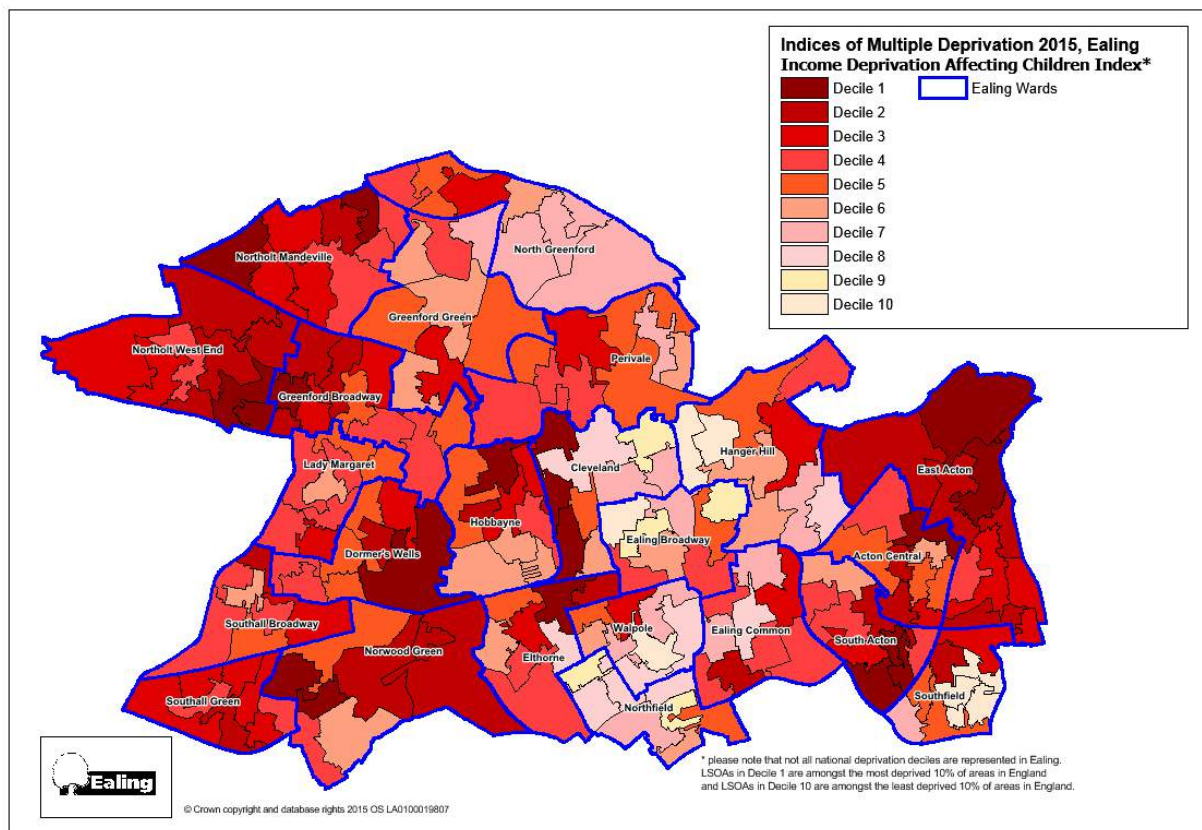 Indices of Multiple Deprivation 2015, Ealing
Income Deprivation Affecting Children Index*
Decile 1
Ealing Wards
Decile 2
Decile 3
Decile 4
Decile 5
Decile 6
Decile 7
Decile 8
Decile 9
Decile 10
North Greenford
Northolt Mandeville
Greenford Green
Northolt West End
Perivale
Greenford Broadway
Lady Margaret
Cleveland
Hanger Hill
East Acton
Hobbayne
Ealing Broadway
Dormer's Wells
Acton Central
Southall Broadway
Walpole
Ealing Common
South Acton
Norwood Green
Elthorne
Southfield
Southall Green
Northfield
Ealing
* please note that not all national deprivation deciles are represented in Ealing.
LSOAs in Decile 1 are amongst the most deprived 10% of areas in England
and LSOAs in Decile 10 are amongst the least deprived 10% of areas in England.
© Crown copyright and database rights 2015 OS LA0100019807